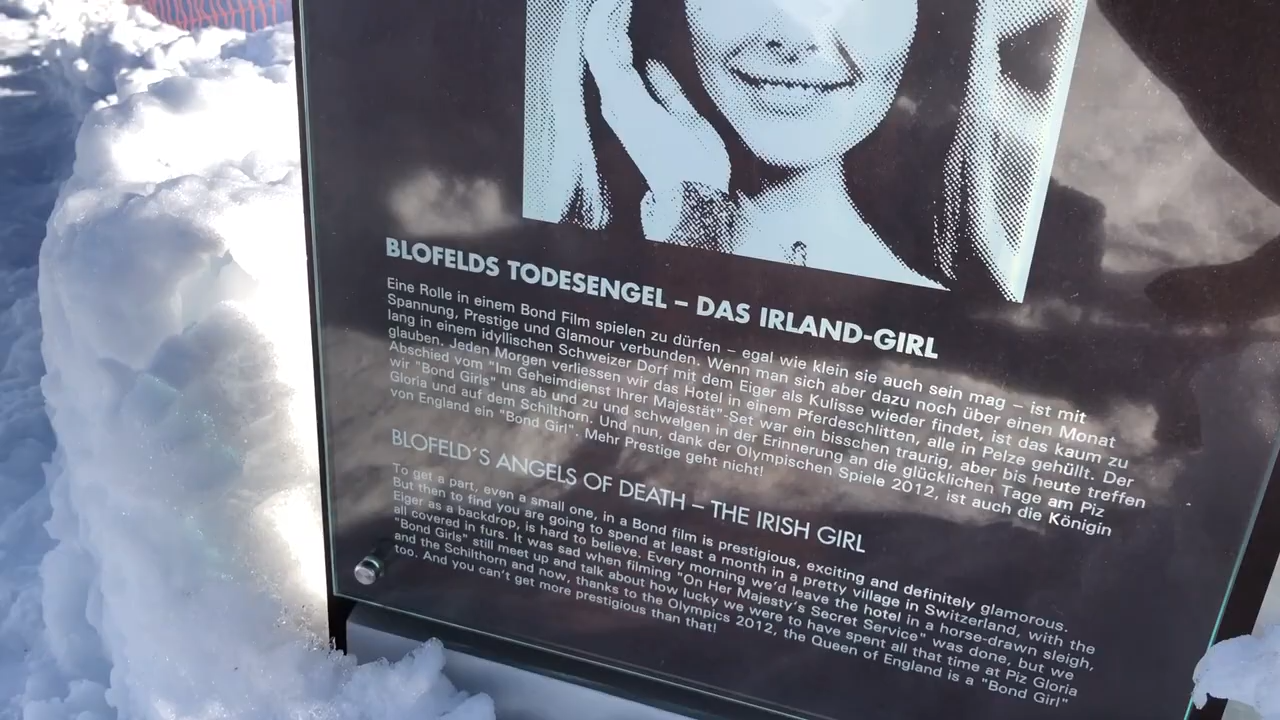 BLOFELDS TODESENGEL – DAS IRLAND-GIRL
Eine Rolle in einem Bond Film spielen zu dürfen – egal wie klein sie auch sein mag – ist mit
Spannung, Prestige und Glamour verbunden. Wenn man sich aber dazu noch über einen Monat
lang in einem idyllischen Schweizer Dorf mit dem Eiger als Kulisse wieder findet, ist das kaum zu
glauben. Jeden Morgen verliessen wir das Hotel in einem Pferdeschlitten, alle in Pelze gehüllt. Der
Abschied vom "Im Geheimdienst Ihrer Majestät"-Set war ein bisschen traurig, aber bis heute treffen
wir "Bond Girls" uns ab und zu und schwelgen in der Erinnerung an die glücklichen Tage am Piz
Gloria und auf dem Schilthorn. Und nun, dank der Olympischen Spiele 2012, ist auch die Königin
von England ein "Bond Girl". Mehr Prestige geht nicht!
BLOFELD´S ANGELS OF DEATH – THE IRISH GIRL
To get a part, even a small one, in a Bond film is prestigious, exciting and definitely glamorous.
But then to find you are going to spend at least a month in a pretty village in Switzerland, with the
Eiger as a backdrop, is hard to believe. Every morning we'd leave the hotel in a horse-drawn sleigh,
all covered in furs. It was sad when filming "On Her Majesty's Secret Service" was done, but we
"Bond Girls" still meet up and talk about how lucky we were to have spent all that time at Piz Gloria
and the Schilthorn and now, thanks to the Olympics 2012, the Queen of England is a "Bond Girl"
too. And you can't get more prestigious than that!